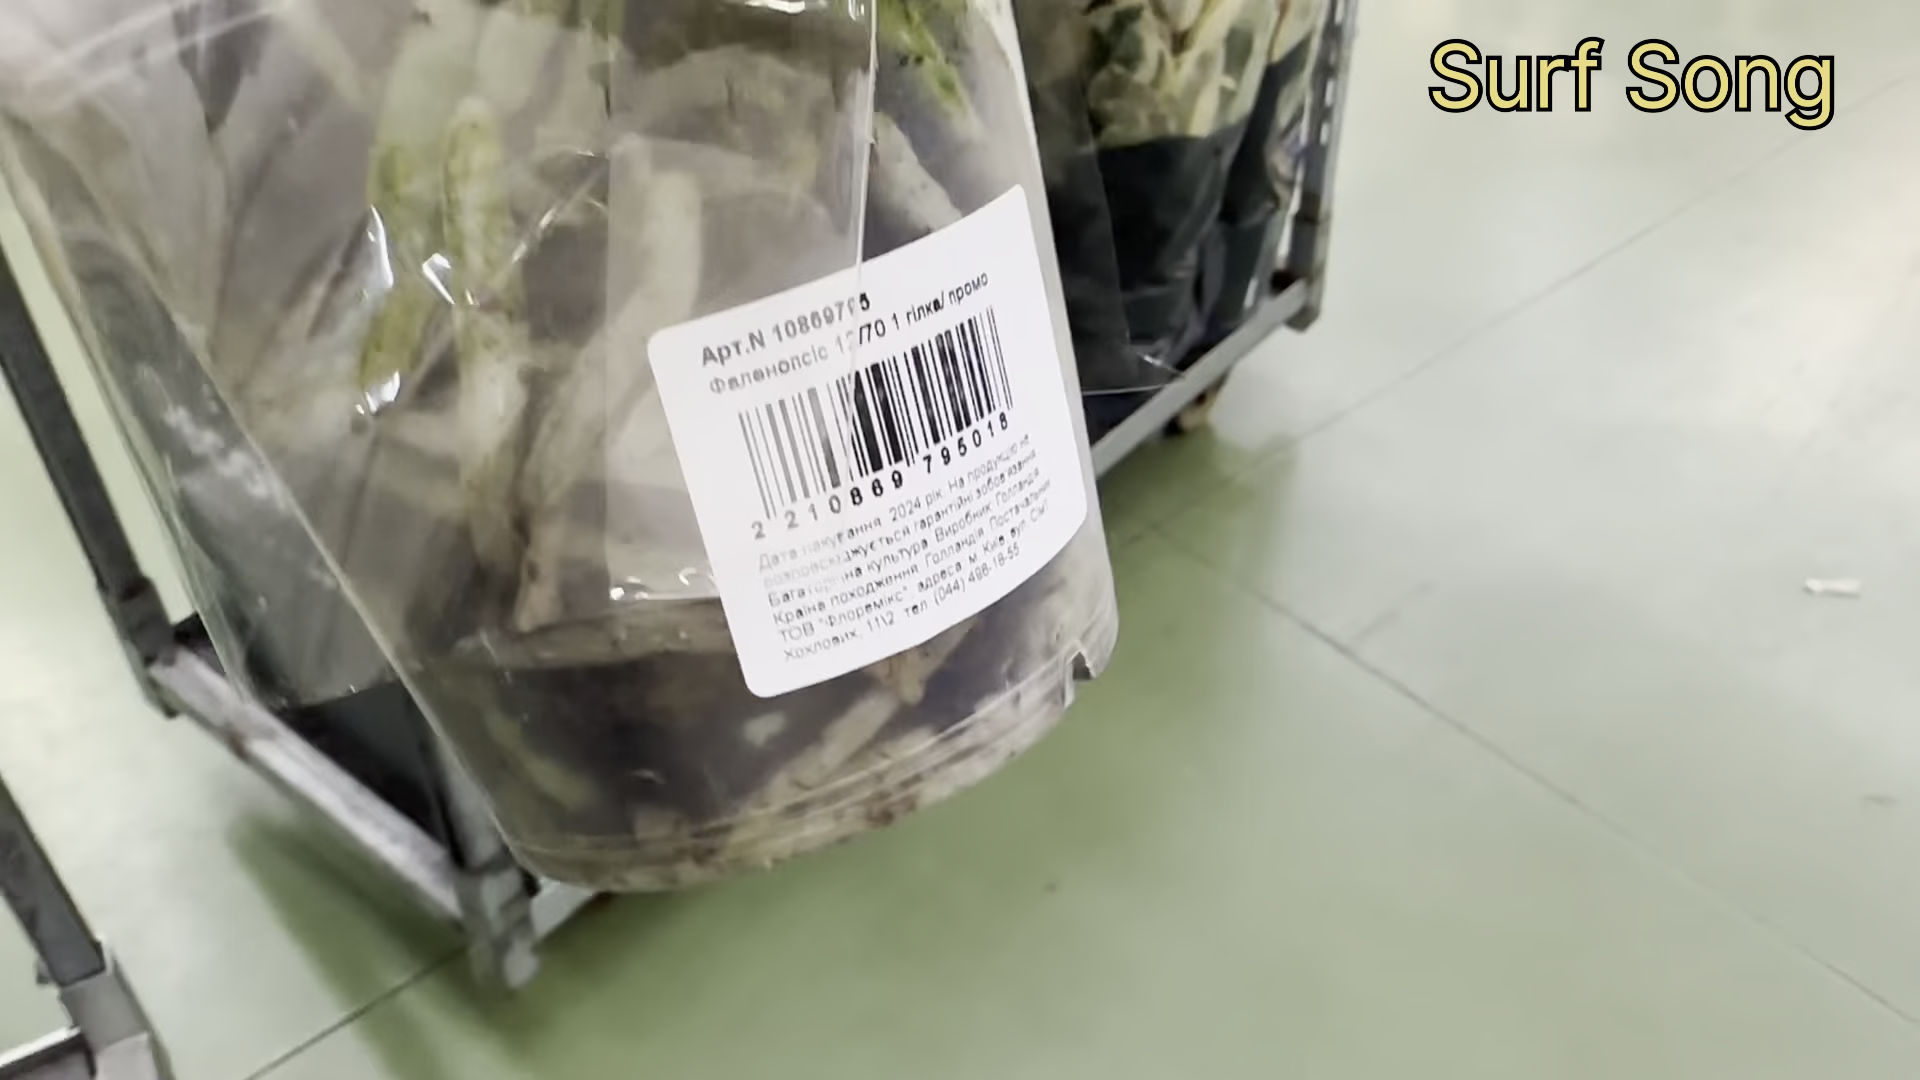 Surf Song
Арт.N 10869795
Фаленопсіс 12/70 1 гілка/ промо
2 210869 795018
Дата пакування 2024 рік. На продукцію не
розповсюджується гарантійні зобов'язання
Багаторічна культура. Виробник: Голландія
Країна походження: Голландія. Постачальник
ТОВ "Флоремікс", адреса: м. Київ, вул. Сім'ї
Хохлових, 11\2, тел. (044) 496-18-55